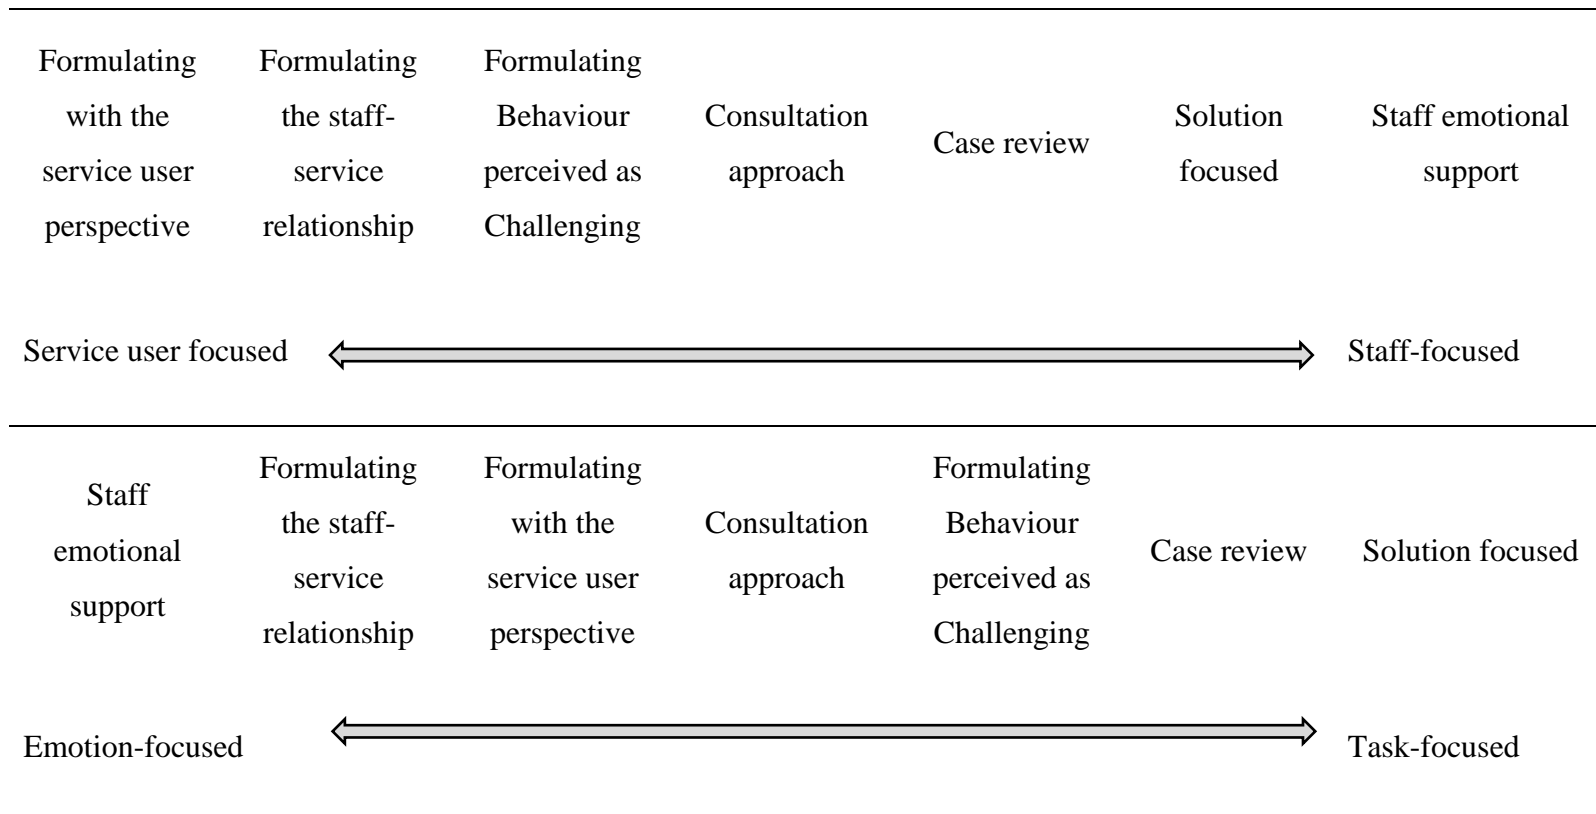 Formulating
with the
service user
perspective
Formulating
the staff-
service
relationship
Formulating
Behaviour
perceived as
Challenging
Consultation
approach
Case review
Solution
focused
Staff emotional
support
Service user focused
Staff-focused
Staff
emotional
support
Formulating
the staff-
service
relationship
Formulating
with the
service user
perspective
Consultation
approach
Formulating
Behaviour
perceived as
Challenging
Case review
Solution focused
Emotion-focused
Task-focused